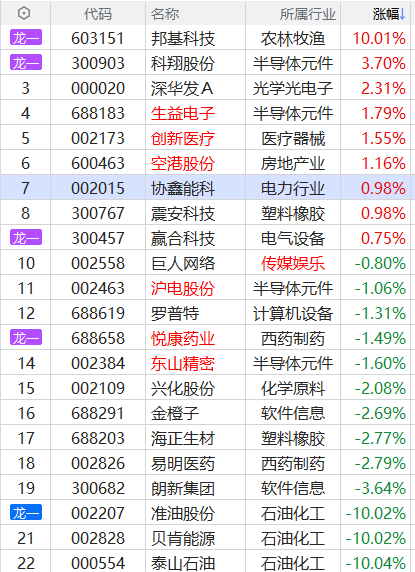 代码 名称 所属行业 涨幅↓
龙一 603151 邦基科技 农林牧渔 10.01%
龙一 300903 科翔股份 半导体元件 3.70%
3 000020 深华发A 光学光电子 2.31%
4 688183 生益电子 半导体元件 1.79%
5 002173 创新医疗 医疗器械 1.55%
6 600463 空港股份 房地产业 1.16%
7 002015 协鑫能科 电力行业 0.98%
8 300767 震安科技 塑料橡胶 0.98%
龙一 300457 赢合科技 电气设备 0.75%
10 002558 巨人网络 传媒娱乐 -0.80%
11 002463 沪电股份 半导体元件 -1.06%
12 688619 罗普特 计算机设备 -1.31%
龙一 688658 悦康药业 西药制药 -1.49%
14 002384 东山精密 半导体元件 -1.60%
15 002109 兴化股份 化学原料 -2.08%
16 688291 金橙子 软件信息 -2.69%
17 688203 海正生材 塑料橡胶 -2.77%
18 002826 易明医药 西药制药 -2.79%
19 300682 朗新集团 软件信息 -3.64%
龙一 002207 准油股份 石油化工 -10.02%
21 002828 贝肯能源 石油化工 -10.02%
22 000554 泰山石油 石油化工 -10.04%